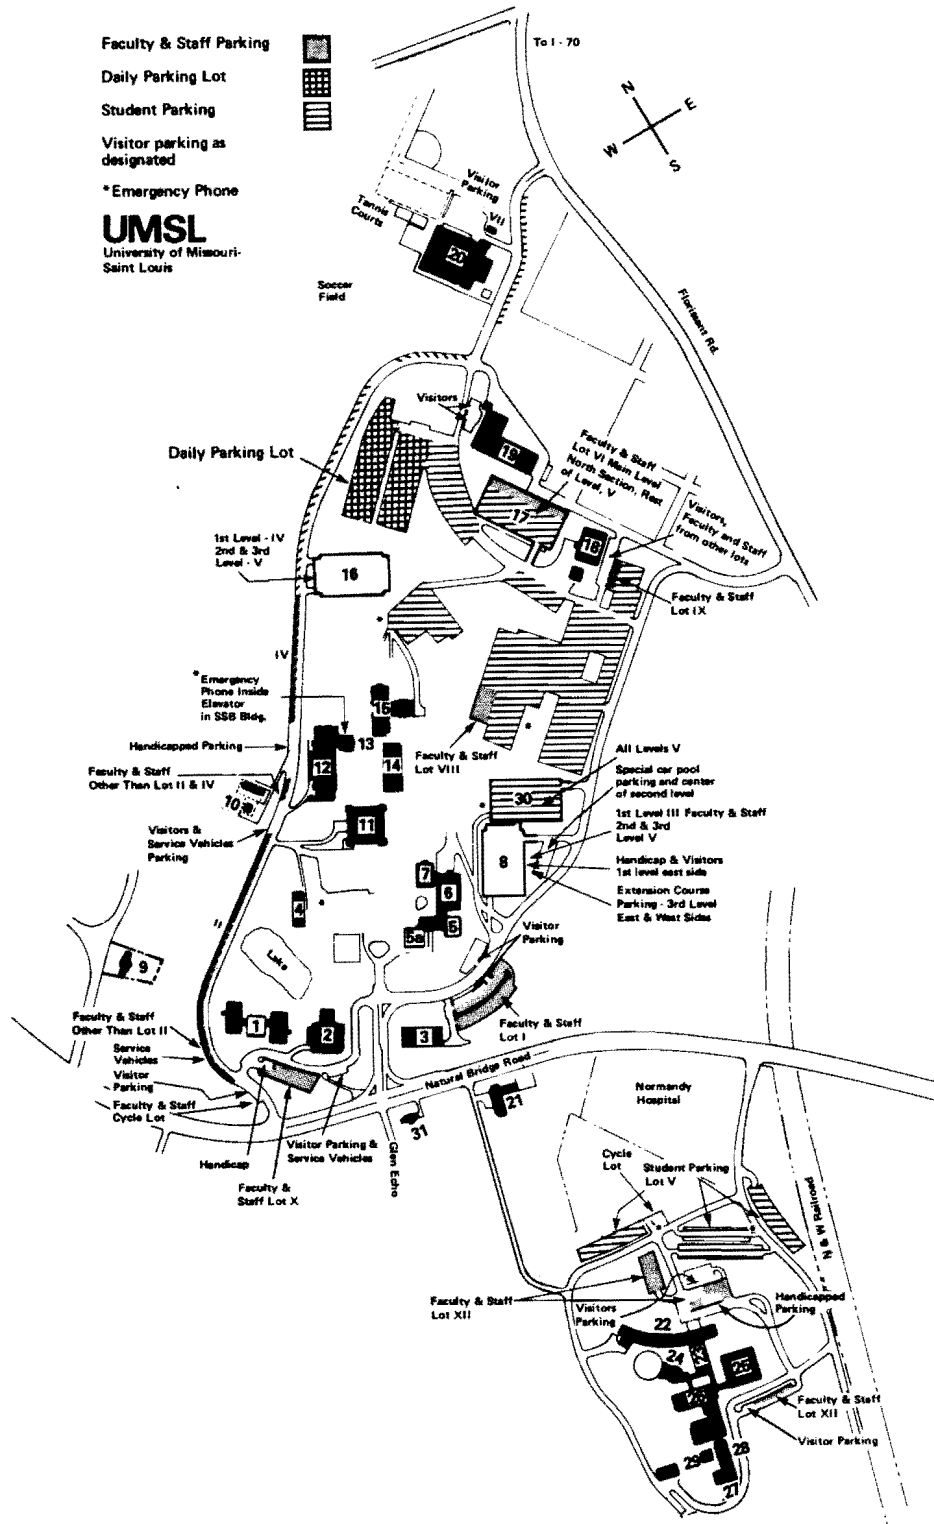 Faculty & Staff Parking
Daily Parking Lot
Student Parking
Visitor parking as
designated
*Emergency Phone
UMSL
University of Missouri-
Saint Louis
To I - 70
N
E
W
S
Visitor
Parking
Tennis
Courts
VII
20
Soccer
Field
Florissant Rd.
Visitors
Daily Parking Lot
19
Faculty & Staff
Lot VI Main Level
North Section, Rest
of Level, V
17
18
Visitors,
Faculty and Staff
from other lots
1st Level - IV
2nd & 3rd
Level - V
16
Faculty & Staff
Lot IX
IV
*Emergency
Phone Inside
Elevator
in SSB Bldg.
15
13
Handicapped Parking
12
14
Faculty & Staff
Lot VIII
All Levels V
Special car pool
parking and center
of second level
Faculty & Staff
Other Than Lot II & IV
10
30
1st Level III Faculty & Staff
2nd & 3rd
Level V
Visitors &
Service Vehicles
Parking
11
8
Handicap & Visitors
1st level east side
7
6
4
Extension Course
Parking - 3rd Level
East & West Sides
II
5a
5
Visitor
Parking
Lake
9
Faculty & Staff
Other Than Lot II
1
2
3
Faculty & Staff
Lot I
Service
Vehicles
Visitor
Parking
Faculty & Staff
Cycle Lot
Natural Bridge Road
21
Normandy
Hospital
31
Visitor Parking &
Service Vehicles
Handicap
Glen Echo
Faculty &
Staff Lot X
Cycle
Lot
Student Parking
Lot V
N & W Railroad
Faculty & Staff
Lot XII
Visitors
Parking
Handicapped
Parking
22
24
23
25
26
Faculty & Staff
Lot XII
Visitor Parking
28
29
27